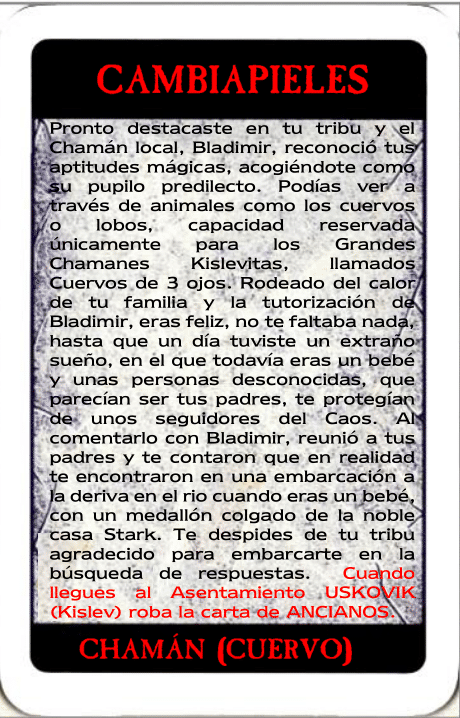 CAMBIAPIELES
Pronto destacaste en tu tribu y el
Chamán local, Bladimir, reconoció tus
aptitudes mágicas, acogiéndote como
su pupilo predilecto. Podías ver a
través de animales como los cuervos
o lobos, capacidad reservada
únicamente para los Grandes
Chamanes Kislevitas, llamados
Cuervos de 3 ojos. Rodeado del calor
de tu familia y la tutorización de
Bladimir, eras feliz, no te faltaba nada,
hasta que un día tuviste un extraño
sueño, en el que todavía eras un bebé
y unas personas desconocidas, que
parecían ser tus padres, te protegían
de unos seguidores del Caos. Al
comentarlo con Bladimir, reunió a tus
padres y te contaron que en realidad
te encontraron en una embarcación a
la deriva en el rio cuando eras un bebé,
con un medallón colgado de la noble
casa Stark. Te despides de tu tribu
agradecido para embarcarte en la
búsqueda de respuestas. Cuando
llegues al Asentamiento USKOVIK
(Kislev) roba la carta de ANCIANOS.
CHAMÁN (CUERVO)